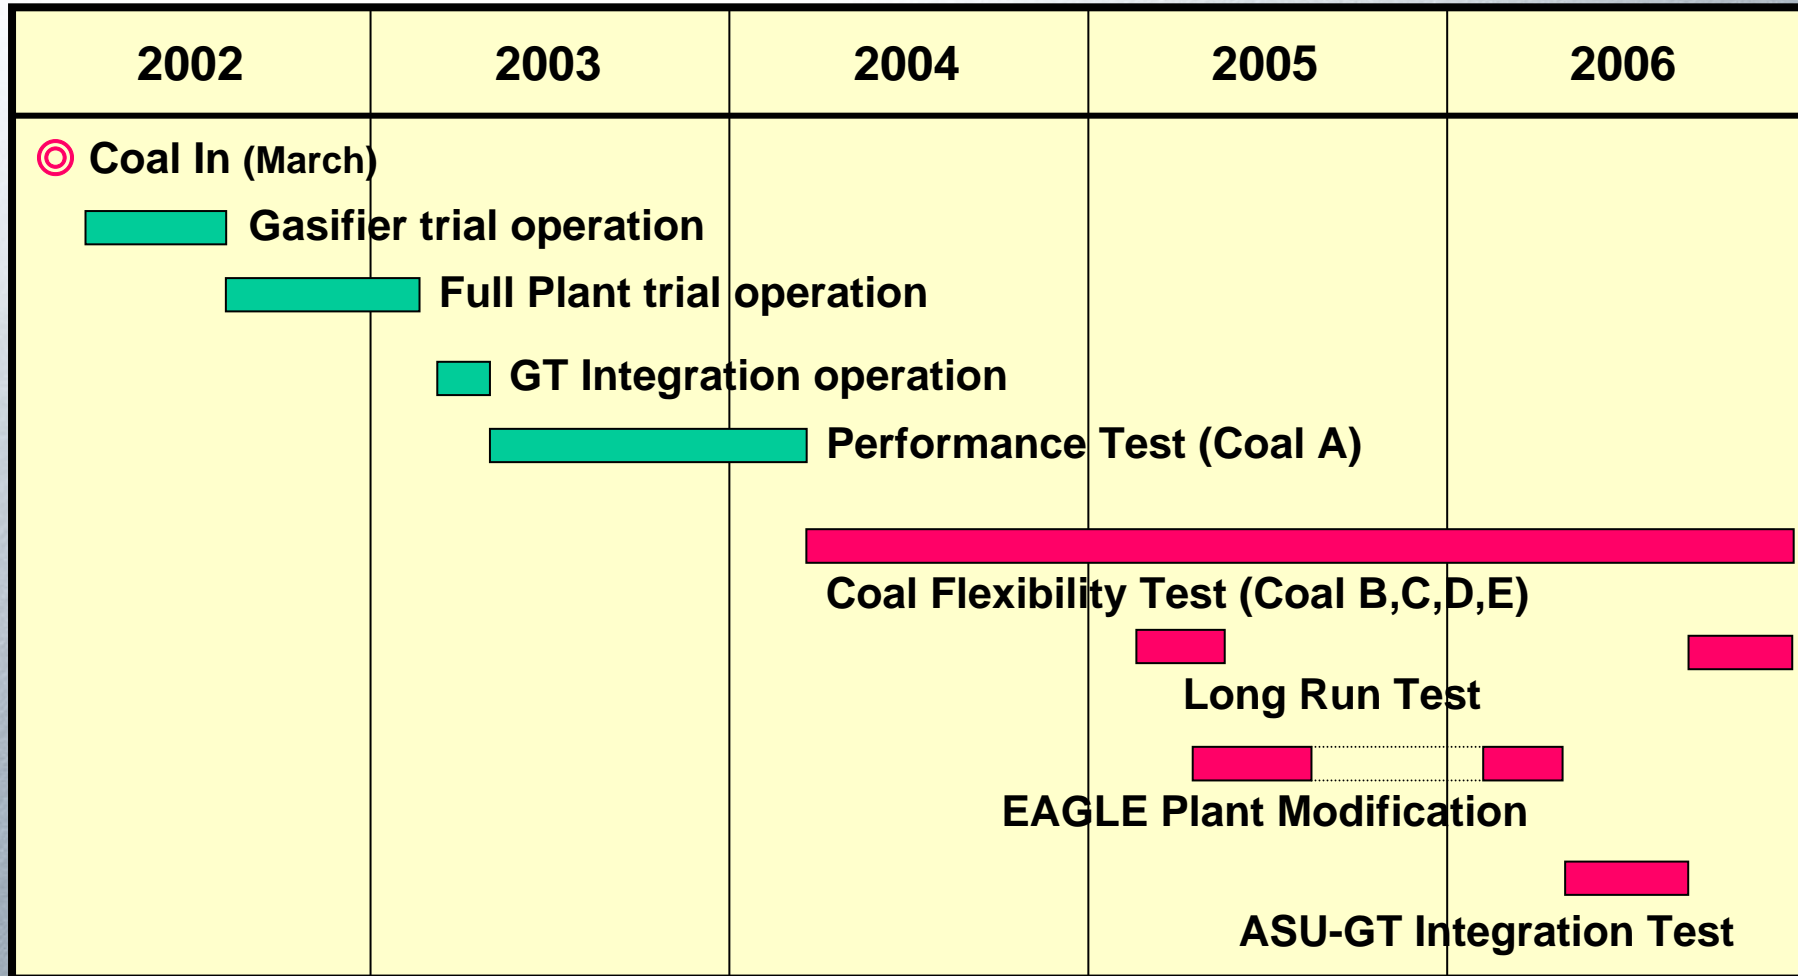 2002 2003 2004 2005 2006
Coal In (March)
Gasifier trial operation
Full Plant trial operation
GT Integration operation
Performance Test (Coal A)
Coal Flexibility Test (Coal B,C,D,E)
Long Run Test
EAGLE Plant Modification
ASU-GT Integration Test